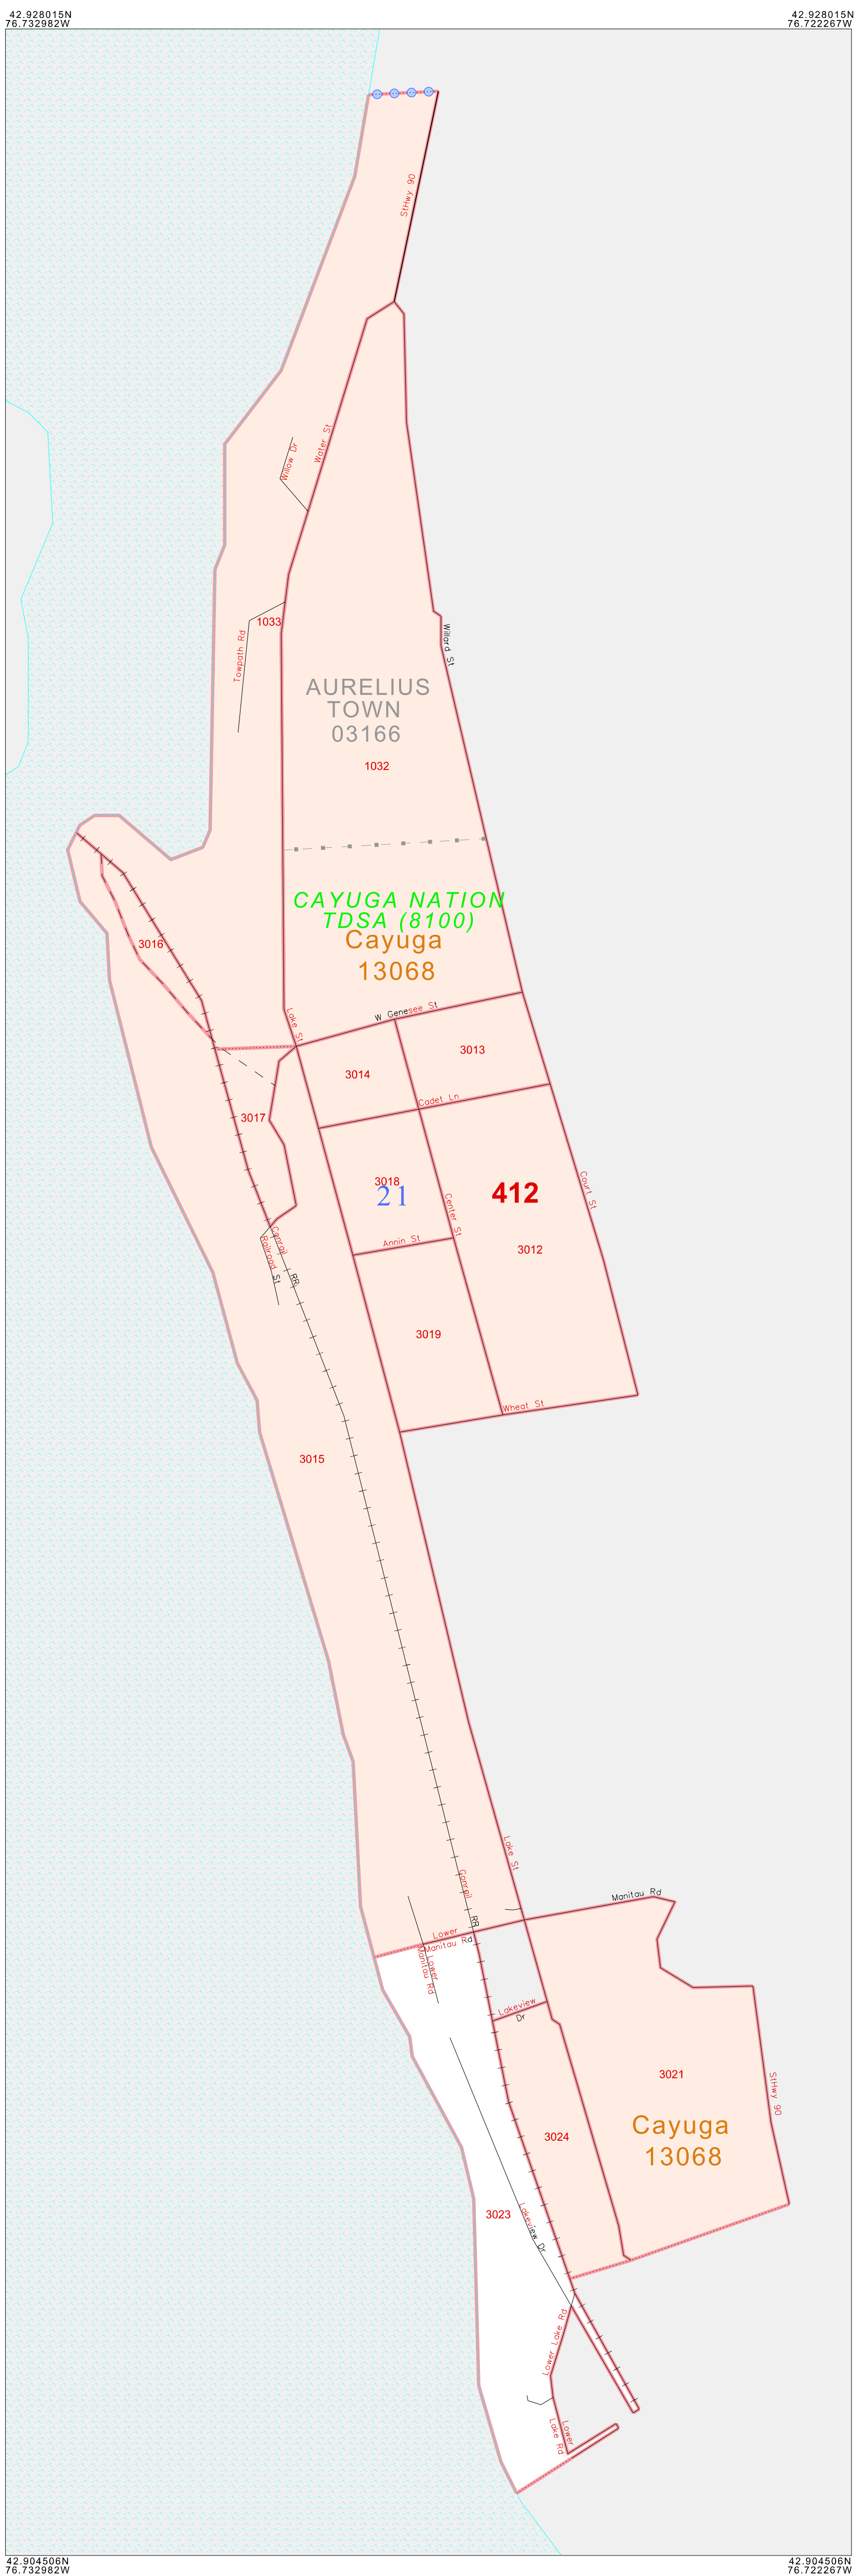 42.928015N
76.732982W
42.928015N
76.722267W
StHwy 90
Water St
Willow Dr
1033
Towpath Rd
Willard St
AURELIUS
TOWN
03166
1032
CAYUGA NATION
TDSA (8100)
Cayuga
13068
3016
Lake St
W Genesee St
3013
3014
Cadet Ln
3017
3018
21
412
Court St
Center St
Annin St
3012
Conrail RR
Railroad St
3019
Wheat St
3015
Lake St
Conrail RR
Manitau Rd
Lower
Manitau Rd
Lower
Manitau Rd
Lakeview
Dr
3021
StHwy 90
Cayuga
13068
3024
3023
Lakeview Dr
Lower Lake Rd
Lower
Lake Rd
42.904506N
76.732982W
42.904506N
76.722267W